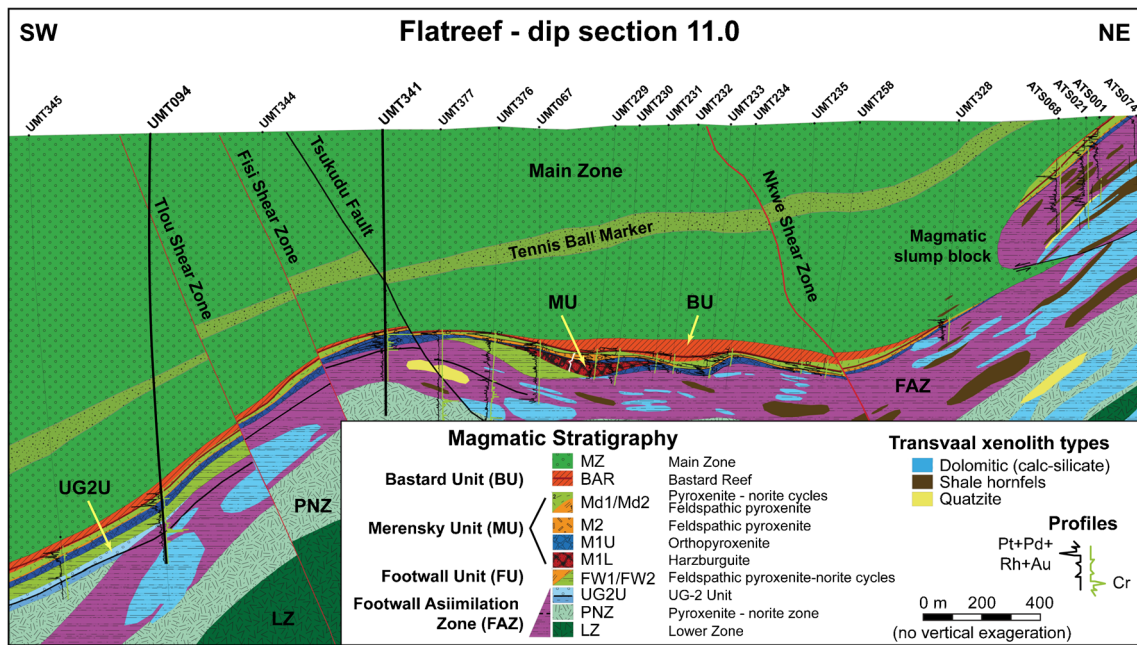 SW
Flatreef - dip section 11.0
NE
UMT345
UMT094
UMT344
UMT341
UMT377
UMT376
UMT067
UMT229
UMT230
UMT231
UMT232
UMT233
UMT234
UMT235
UMT258
UMT328
ATS068
ATS021
ATS001
ATS074
Tlou Shear Zone
Fisi Shear Zone
Tsukudu Fault
Main Zone
Tennis Ball Marker
Nkwe Shear Zone
Magmatic
slump block
MU
BU
FAZ
UG2U
PNZ
LZ
Magmatic Stratigraphy
MZ Main Zone
Bastard Unit (BU) BAR Bastard Reef
Merensky Unit (MU)
Md1/Md2 Pyroxenite - norite cycles
Feldspathic pyroxenite
M2 Feldspathic pyroxenite
M1U Orthopyroxenite
M1L Harzburguite
Footwall Unit (FU) FW1/FW2 Feldspathic pyroxenite-norite cycles
UG2U UG-2 Unit
Footwall Asiimilation
Zone (FAZ)
PNZ Pyroxenite - norite zone
LZ Lower Zone
Transvaal xenolith types
Dolomitic (calc-silicate)
Shale hornfels
Quatzite
Profiles
Pt+Pd+
Rh+Au
Cr
0 m 200 400
(no vertical exageration)